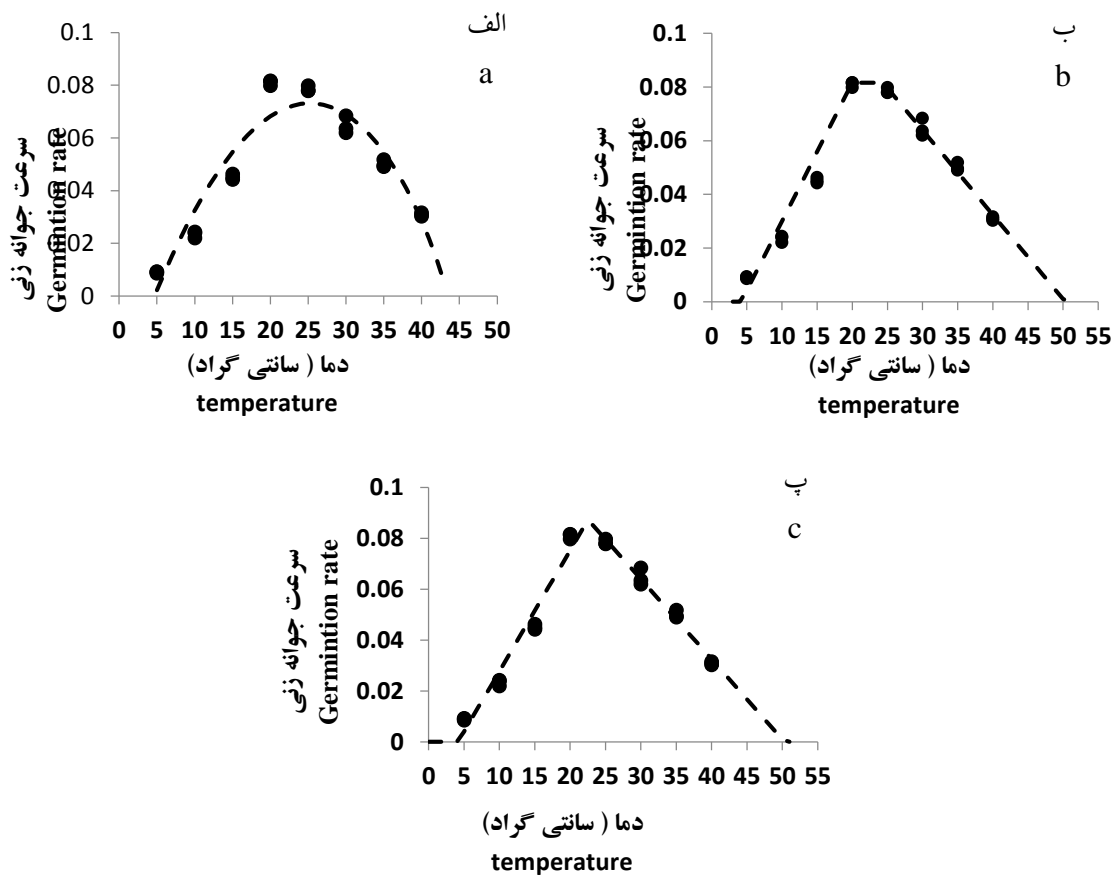 الف
a
0.1
0.08
0.06
0.04
0.02
0
سرعت جوانه زنی
Germintion rate
0 5 10 15 20 25 30 35 40 45 50
دما ( سانتی گراد)
temperature
ب
b
0.1
0.08
0.06
0.04
0.02
0
سرعت جوانه زنی
Germintion rate
0 5 10 15 20 25 30 35 40 45 50 55
دما ( سانتی گراد)
temperature
پ
c
0.1
0.08
0.06
0.04
0.02
0
سرعت جوانه زنی
Germintion rate
0 5 10 15 20 25 30 35 40 45 50 55
دما ( سانتی گراد)
temperature